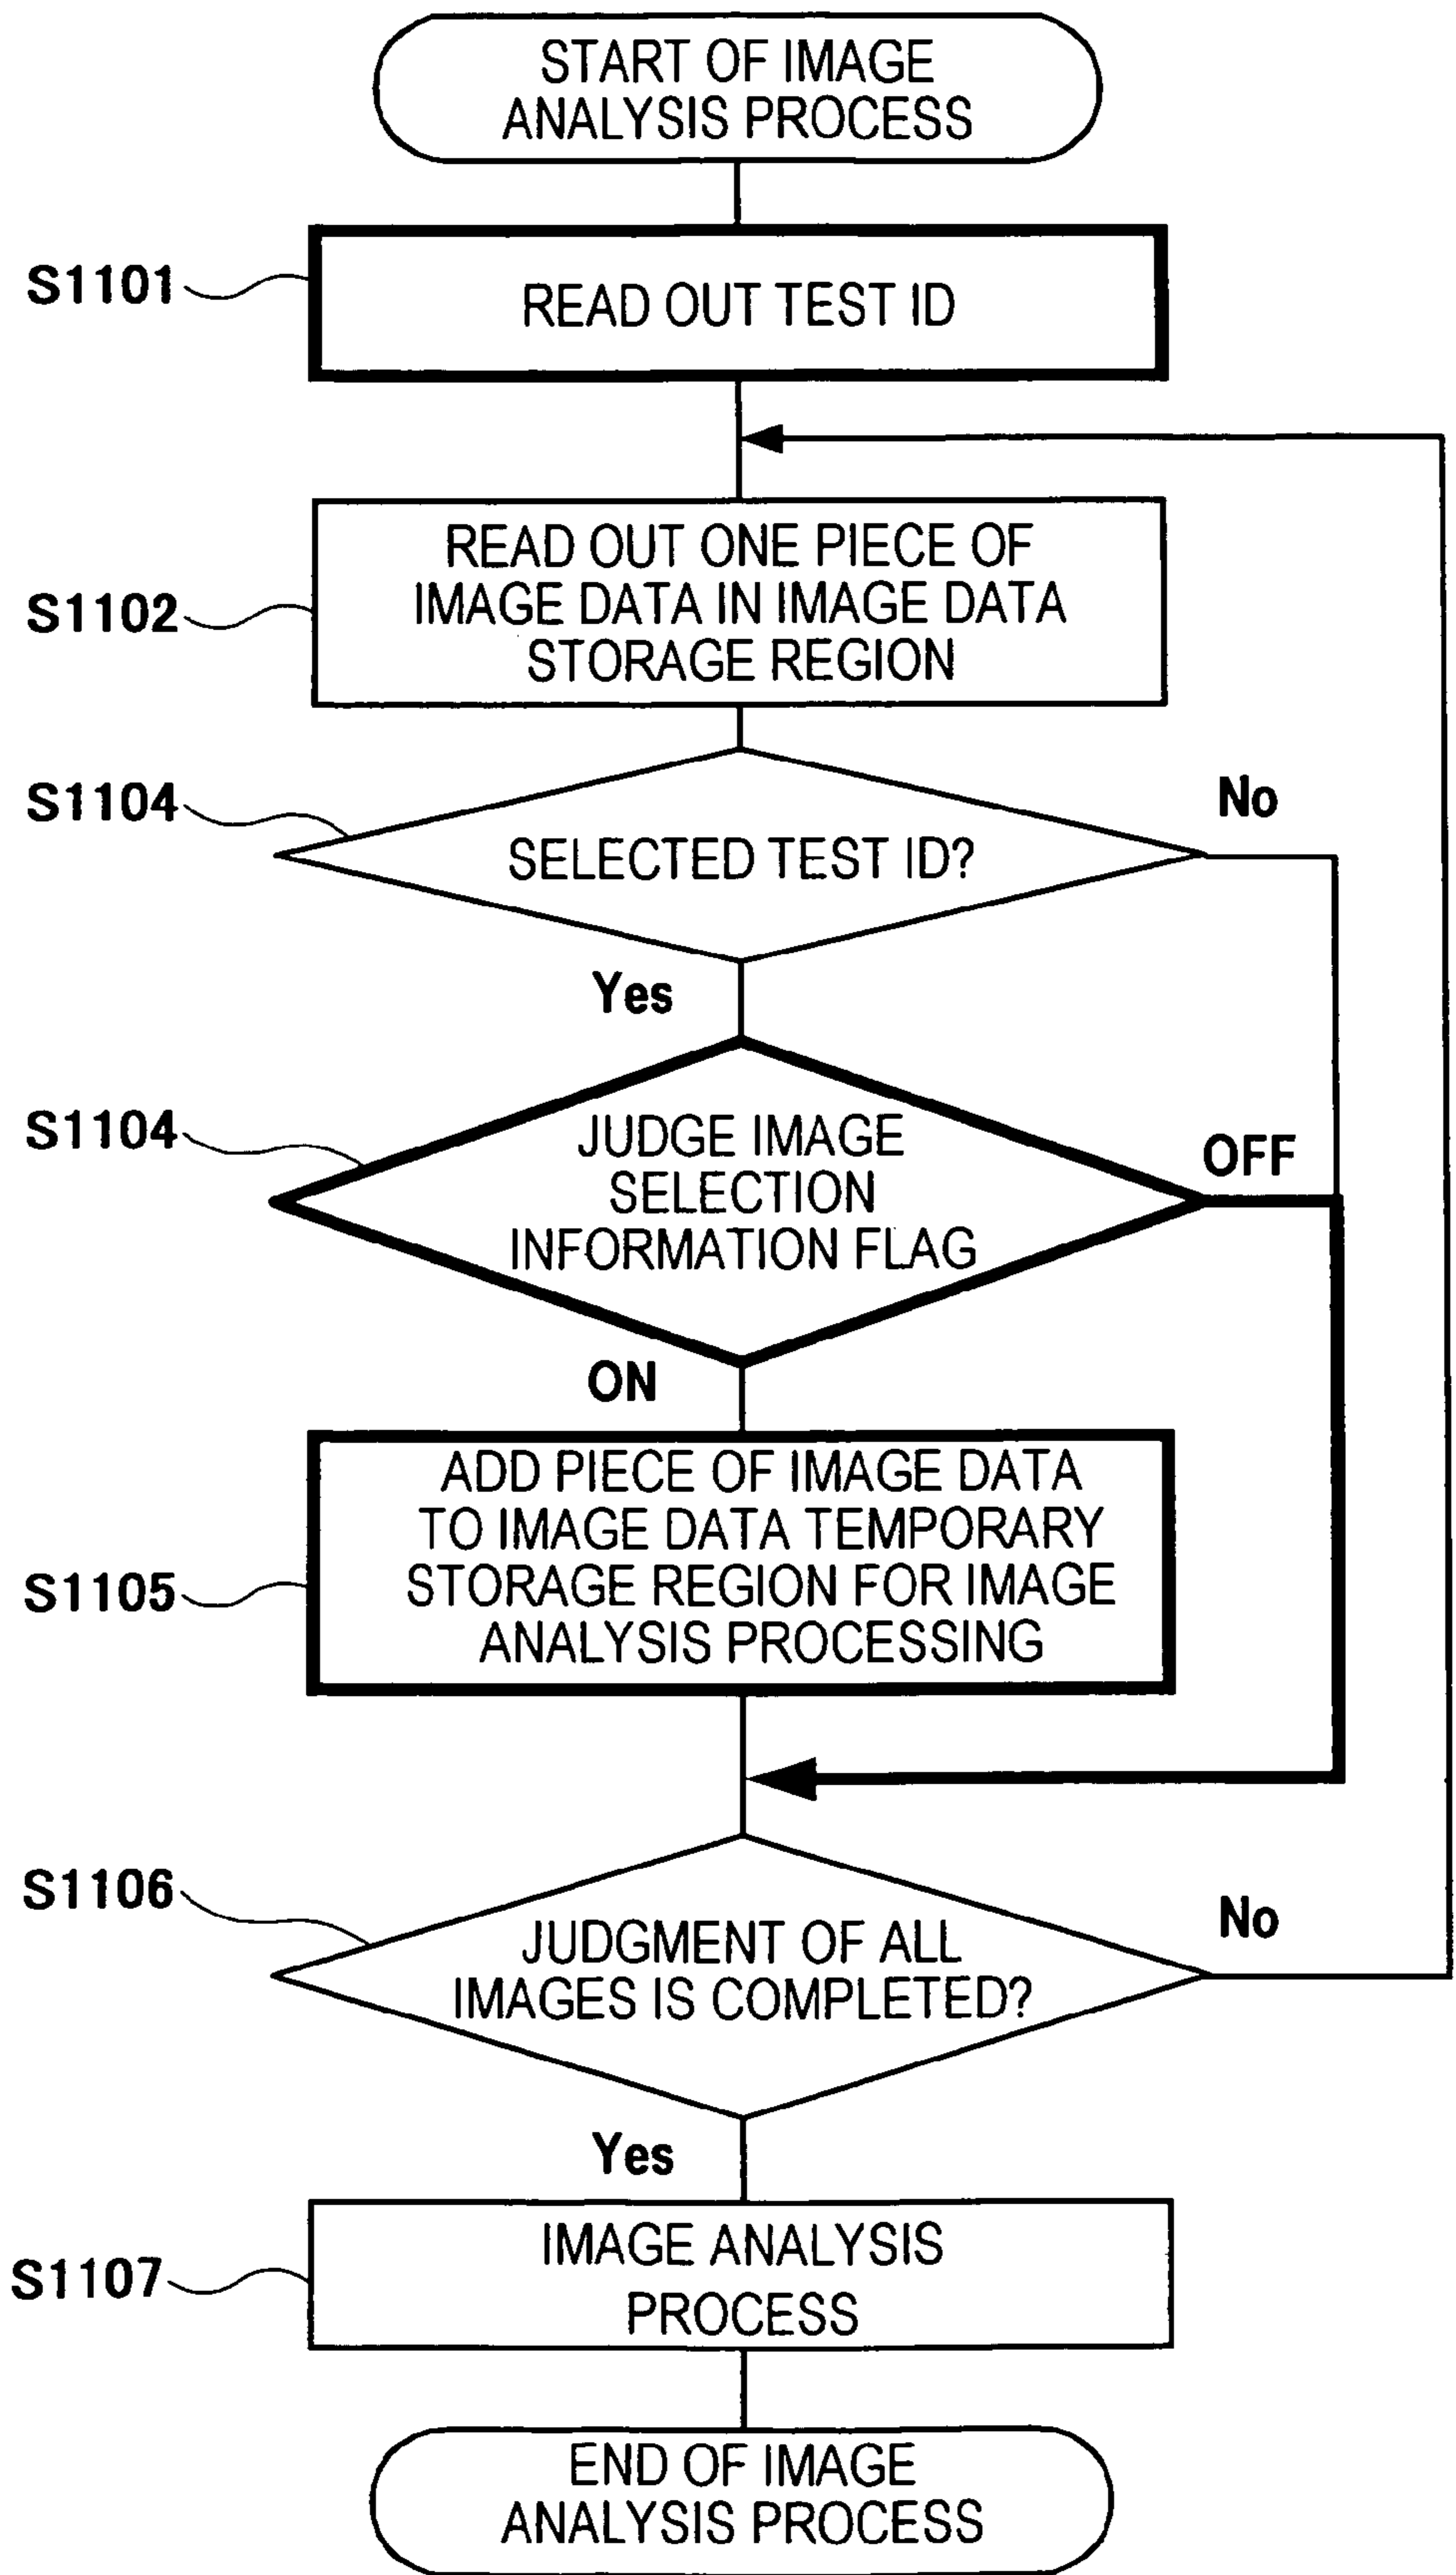 START OF IMAGE
ANALYSIS PROCESS
S1101
READ OUT TEST ID
S1102
READ OUT ONE PIECE OF
IMAGE DATA IN IMAGE DATA
STORAGE REGION
S1104
SELECTED TEST ID?
No
Yes
S1104
JUDGE IMAGE
SELECTION
INFORMATION FLAG
OFF
ON
S1105
ADD PIECE OF IMAGE DATA
TO IMAGE DATA TEMPORARY
STORAGE REGION FOR IMAGE
ANALYSIS PROCESSING
S1106
JUDGMENT OF ALL
IMAGES IS COMPLETED?
No
Yes
S1107
IMAGE ANALYSIS
PROCESS
END OF IMAGE
ANALYSIS PROCESS